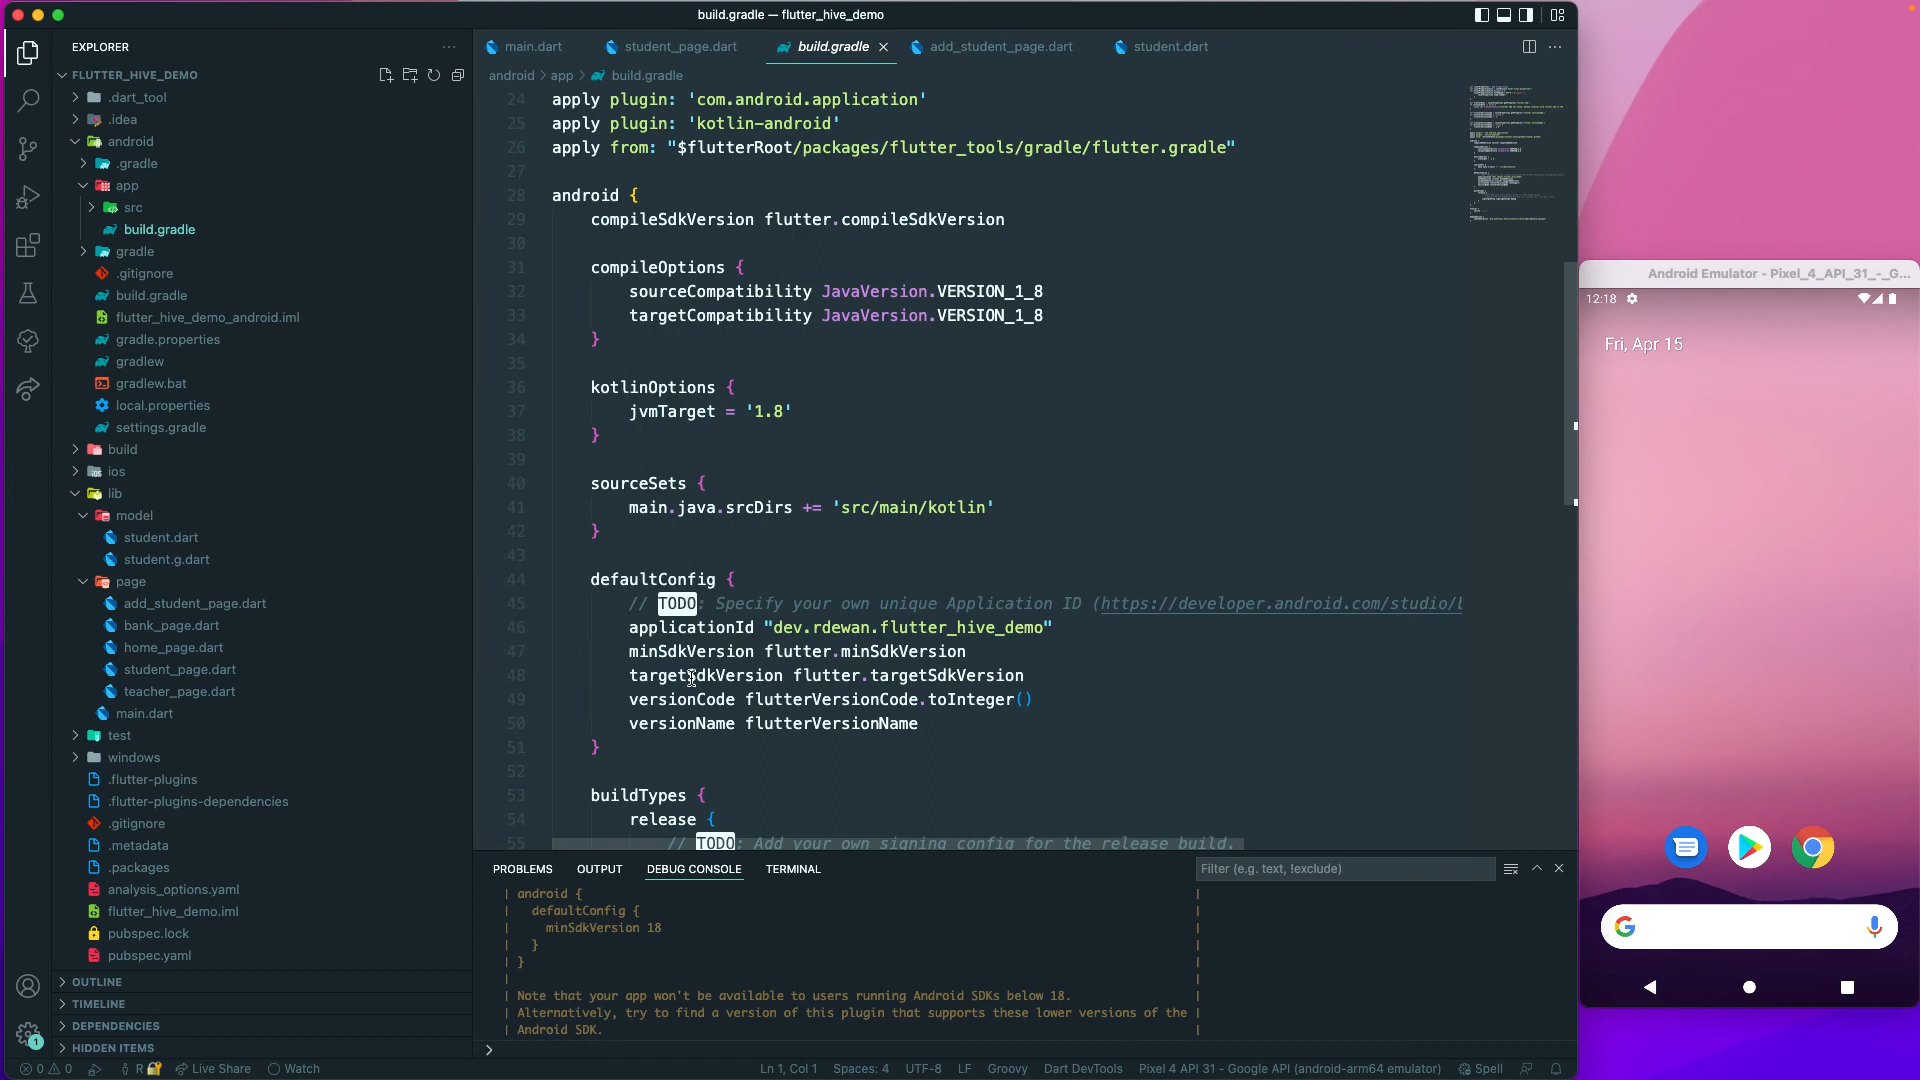 build.gradle — flutter_hive_demo
EXPLORER
FLUTTER_HIVE_DEMO
.dart_tool
.idea
android
.gradle
app
src
build.gradle
gradle
.gitignore
build.gradle
flutter_hive_demo_android.iml
gradle.properties
gradlew
gradlew.bat
local.properties
settings.gradle
build
ios
lib
model
student.dart
student.g.dart
page
add_student_page.dart
bank_page.dart
home_page.dart
student_page.dart
teacher_page.dart
main.dart
test
windows
.flutter-plugins
.flutter-plugins-dependencies
.gitignore
.metadata
.packages
analysis_options.yaml
flutter_hive_demo.iml
pubspec.lock
pubspec.yaml
OUTLINE
TIMELINE
DEPENDENCIES
HIDDEN ITEMS
1
main.dart student_page.dart build.gradle add_student_page.dart student.dart
android > app > build.gradle
24 apply plugin: 'com.android.application'
25 apply plugin: 'kotlin-android'
26 apply from: "$flutterRoot/packages/flutter_tools/gradle/flutter.gradle"
27
28 android {
29 compileSdkVersion flutter.compileSdkVersion
30
31 compileOptions {
32 sourceCompatibility JavaVersion.VERSION_1_8
33 targetCompatibility JavaVersion.VERSION_1_8
34 }
35
36 kotlinOptions {
37 jvmTarget = '1.8'
38 }
39
40 sourceSets {
41 main.java.srcDirs += 'src/main/kotlin'
42 }
43
44 defaultConfig {
45 // TODO: Specify your own unique Application ID (https://developer.android.com/studio/b
46 applicationId "dev.rdewan.flutter_hive_demo"
47 minSdkVersion flutter.minSdkVersion
48 targetSdkVersion flutter.targetSdkVersion
49 versionCode flutterVersionCode.toInteger()
50 versionName flutterVersionName
51 }
52
53 buildTypes {
54 release {
55 // TODO: Add your own signing config for the release build.
PROBLEMS OUTPUT DEBUG CONSOLE TERMINAL Filter (e.g. text, !exclude)
| android { |
| defaultConfig { |
| minSdkVersion 18 |
| } |
| } |
| |
| Note that your app won't be available to users running Android SDKs below 18. |
| Alternatively, try to find a version of this plugin that supports these lower versions of the |
| Android SDK. |
>
0 0 R Live Share Watch Ln 1, Col 1 Spaces: 4 UTF-8 LF Groovy Dart DevTools Pixel 4 API 31 - Google API (android-arm64 emulator) Spell
Android Emulator - Pixel_4_API_31_-_G...
12:18
Fri, Apr 15